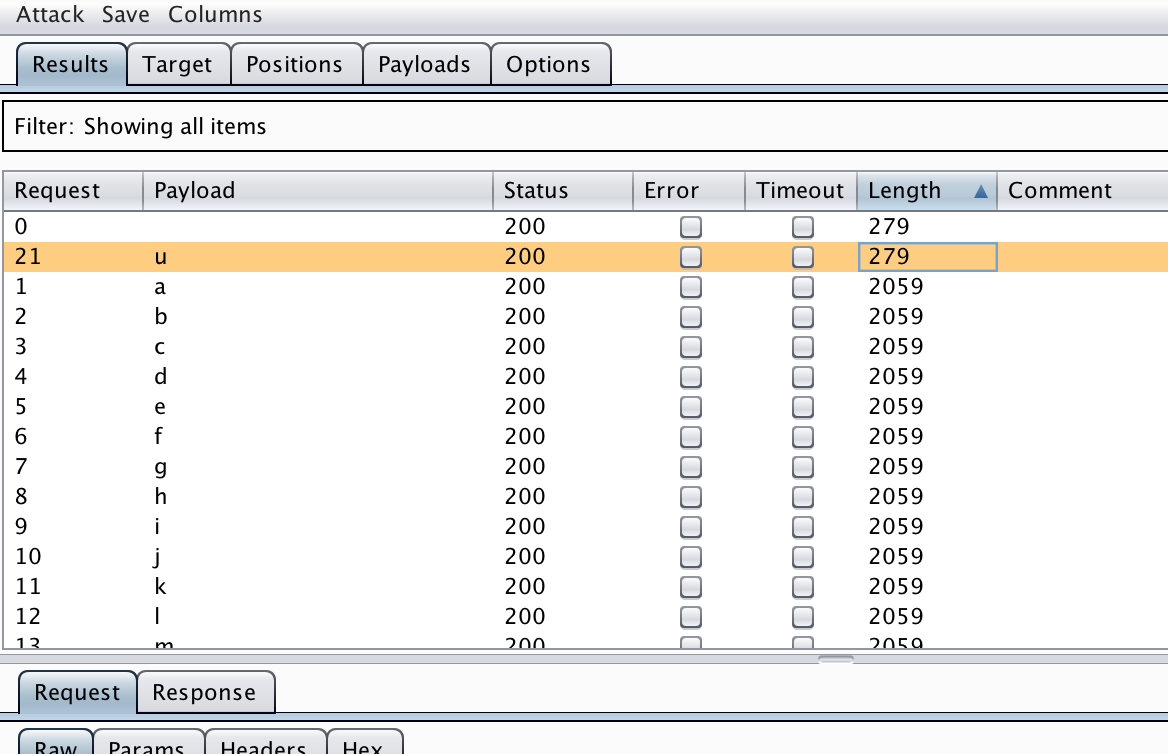 Attack Save Columns
Results Target Positions Payloads Options
Filter: Showing all items
Request Payload Status Error Timeout Length Comment
0 200 279
21 u 200 279
1 a 200 2059
2 b 200 2059
3 c 200 2059
4 d 200 2059
5 e 200 2059
6 f 200 2059
7 g 200 2059
8 h 200 2059
9 i 200 2059
10 j 200 2059
11 k 200 2059
12 l 200 2059
13 m 200 2059
Request Response
Raw Params Headers Hex